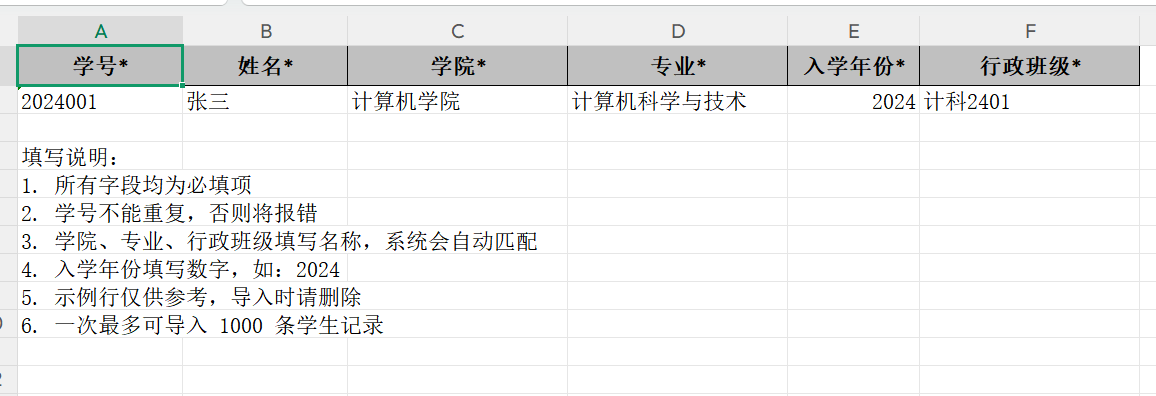 A B C D E F
学号* 姓名* 学院* 专业* 入学年份* 行政班级*
2024001 张三 计算机学院 计算机科学与技术 2024 计科2401
填写说明：
1. 所有字段均为必填项
2. 学号不能重复，否则将报错
3. 学院、专业、行政班级填写名称，系统会自动匹配
4. 入学年份填写数字，如：2024
5. 示例行仅供参考，导入时请删除
6. 一次最多可导入 1000 条学生记录